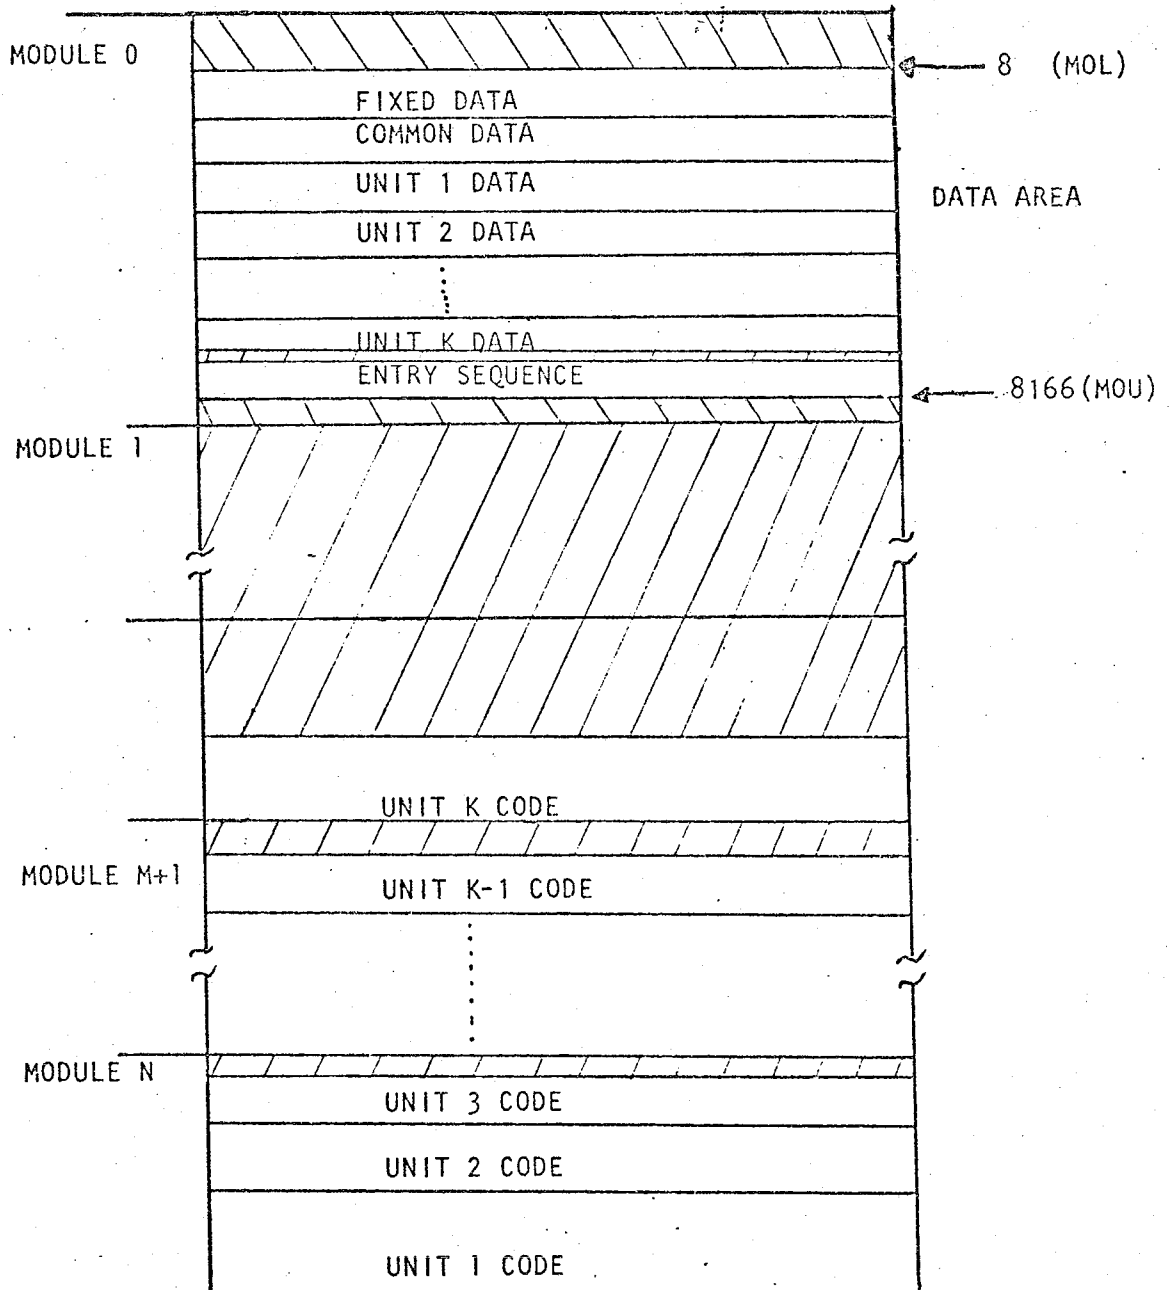 MODULE 0
8 (MOL)
FIXED DATA
COMMON DATA
UNIT 1 DATA
DATA AREA
UNIT 2 DATA
UNIT K DATA
ENTRY SEQUENCE
8166(MOU)
MODULE 1
UNIT K CODE
MODULE M+1
UNIT K-1 CODE
MODULE N
UNIT 3 CODE
UNIT 2 CODE
UNIT 1 CODE